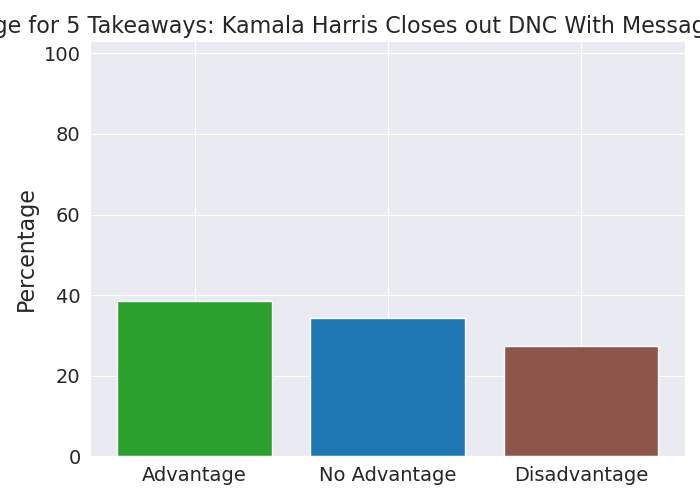 ge for 5 Takeaways: Kamala Harris Closes out DNC With Messag
100
80
60
40
20
0
Percentage
Advantage
No Advantage
Disadvantage